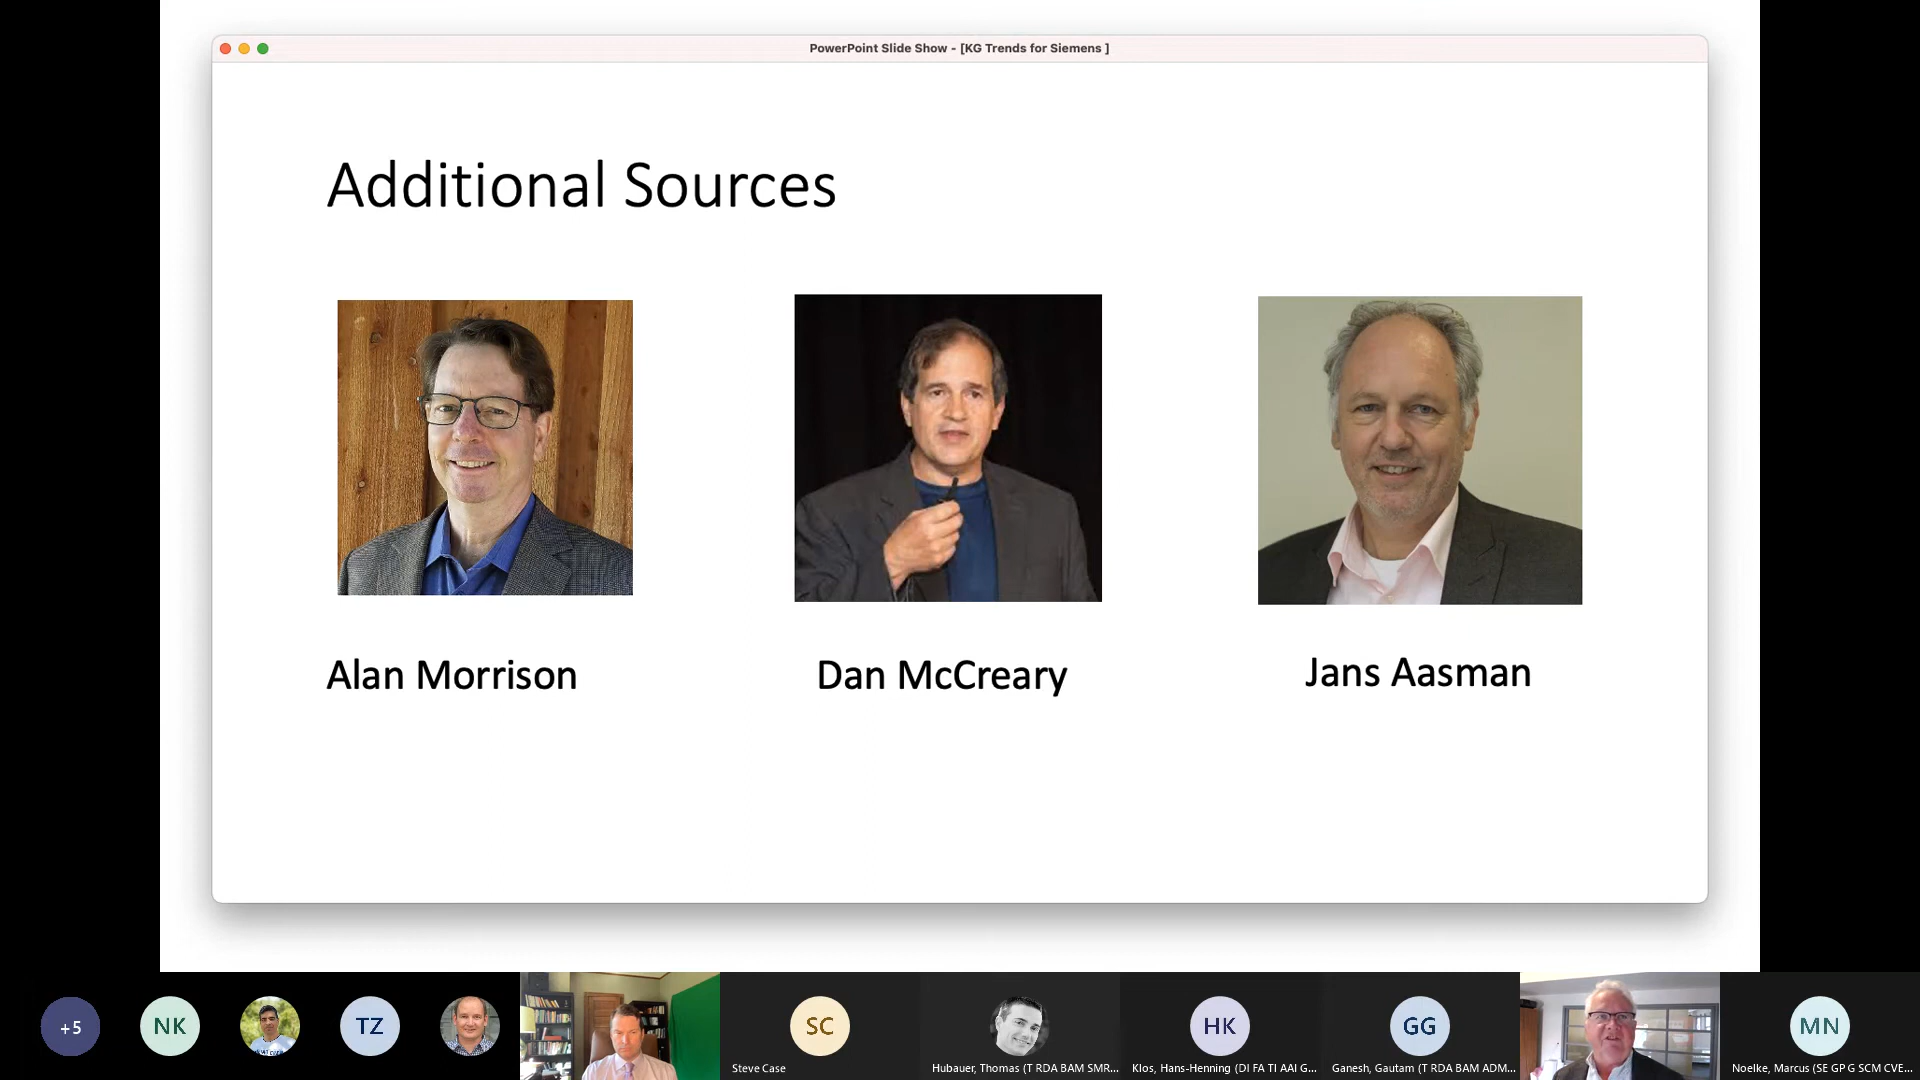 PowerPoint Slide Show - [KG Trends for Siemens ]
Additional Sources
Alan Morrison
Dan McCreary
Jans Aasman
+5
NK
TZ
SC
HK
GG
MN
Steve Case
Hubauer, Thomas (T RDA BAM SMR...
Klos, Hans-Henning (DI FA TI AAI G...
Ganesh, Gautam (T RDA BAM ADM...
Noelke, Marcus (SE GP G SCM CVE...